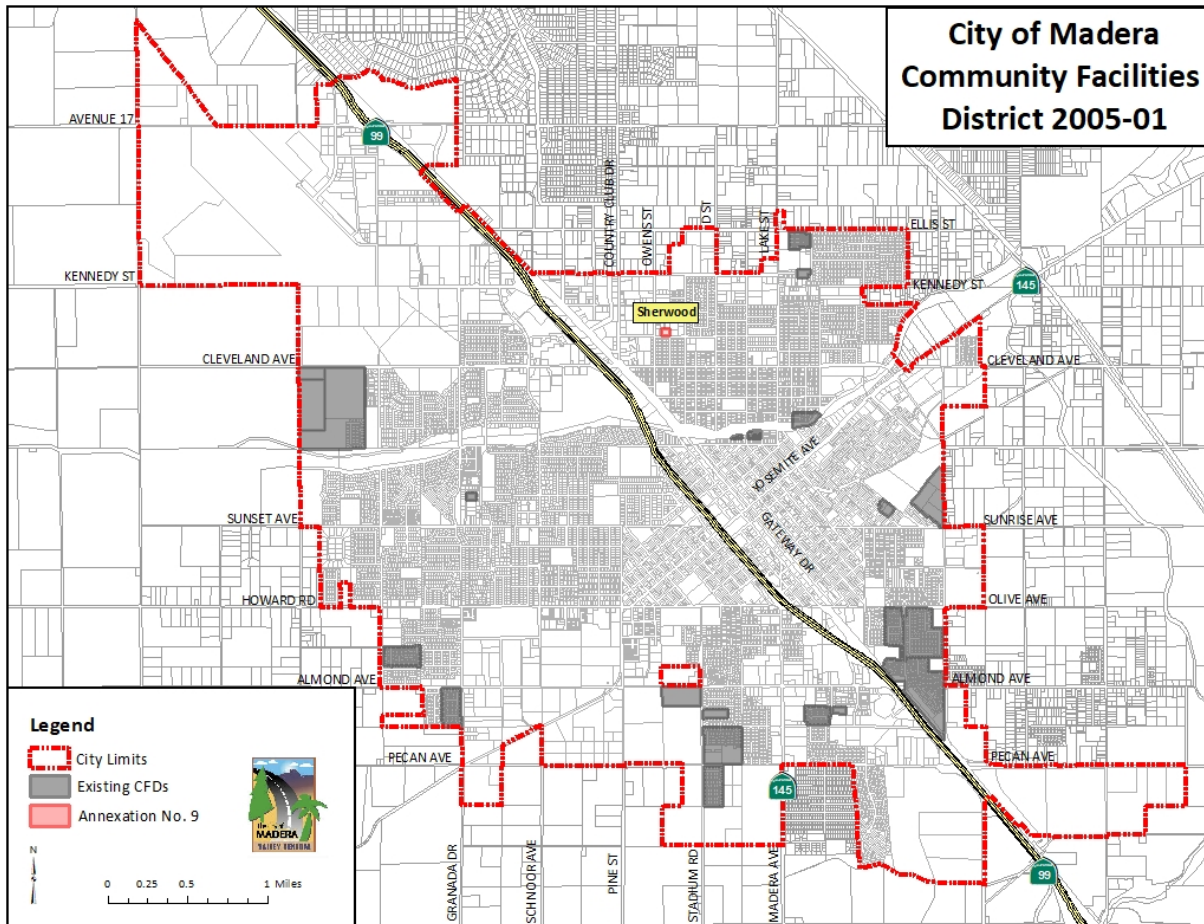 City of Madera
Community Facilities
District 2005-01
AVENUE 17
99
COUNTRY CLUB DR
OWENS ST
D ST
LAKE ST
ELLIS ST
KENNEDY ST
KENNEDY ST
145
Sherwood
CLEVELAND AVE
CLEVELAND AVE
YOSEMITE AVE
SUNSET AVE
GATEWAY DR
SUNRISE AVE
HOWARD RD
OLIVE AVE
ALMOND AVE
ALMOND AVE
PECAN AVE
PECAN AVE
145
99
GRANADA DR
SCHNOOR AVE
PINE ST
STADIUM RD
MADERA AVE
Legend
City Limits
Existing CFDs
Annexation No. 9
MADERA
N
0 0.25 0.5 1 Miles